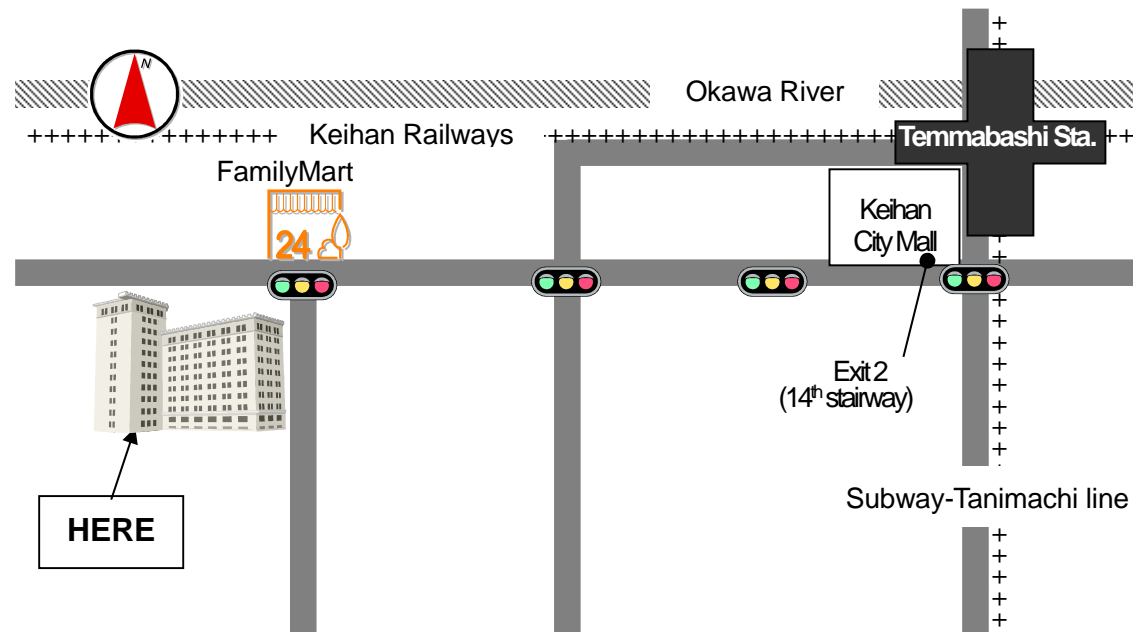 N
Okawa River
Keihan Railways
Temmabashi Sta.
FamilyMart
24
Keihan
City Mall
Exit 2
(14th stairway)
HERE
Subway-Tanimachi line